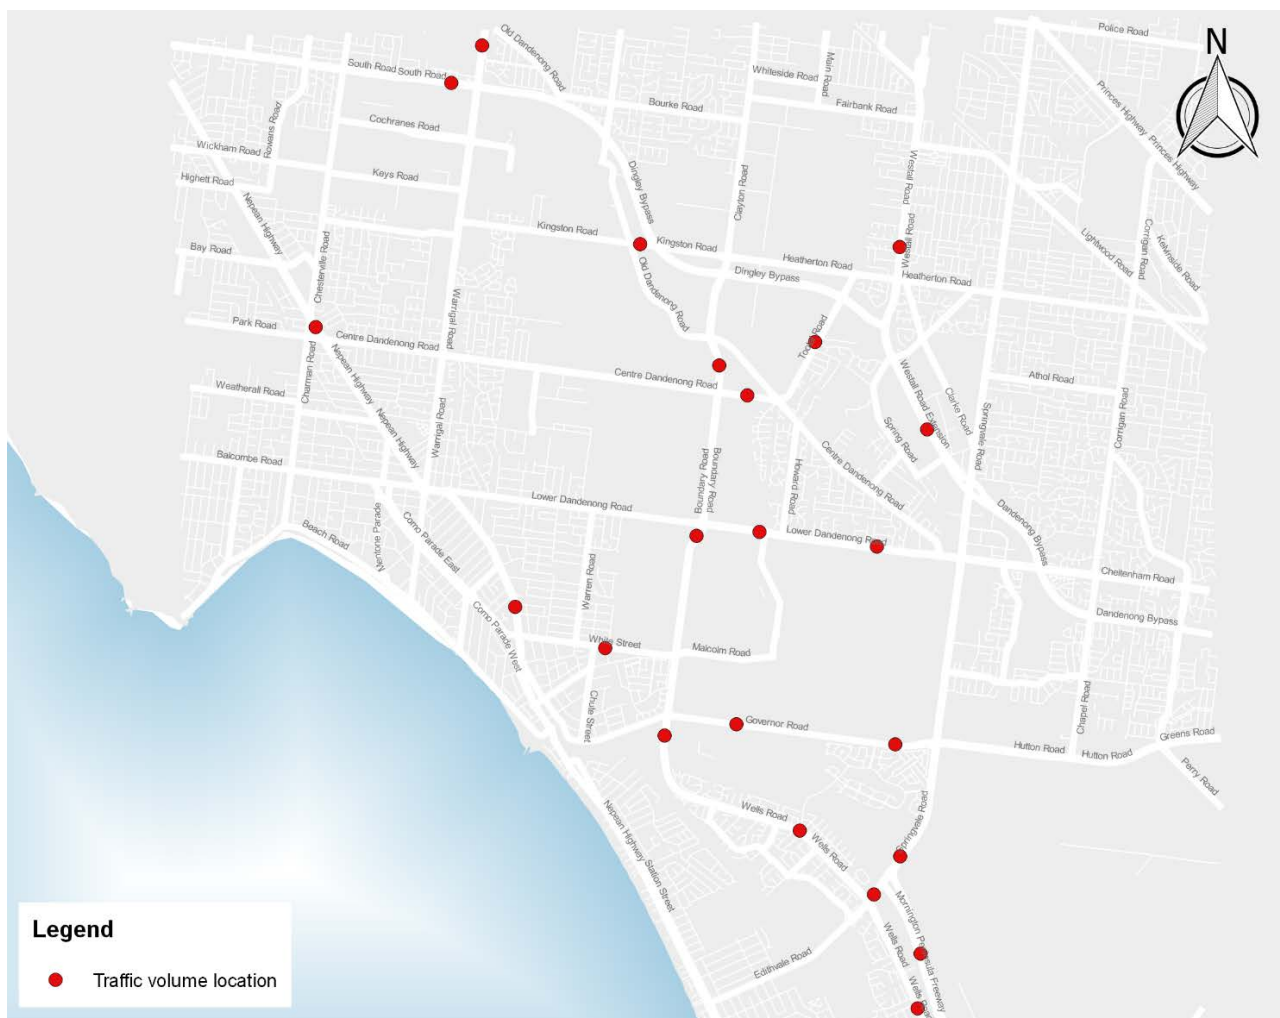 Old Dandenong Road
Police Road
N
South Road
South Road
Whiteside Road
Main Road
Princes Highway
Bourke Road
Fairbank Road
Rowans Road
Cochranes Road
Princes Highway
Wickham Road
Keys Road
Westall Road
Highett Road
Dingley Bypass
Clayton Road
Nepean Highway
Kingston Road
Kingston Road
Westall Road
Corrigan Road
Kelvinside Road
Lightwood Road
Bay Road
Chesterville Road
Heatherton Road
Heatherton Road
Dingley Bypass
Old Dandenong Road
Warrigal Road
Park Road
Centre Dandenong Road
Nepean Highway
Charman Road
Centre Dandenong Road
Westall Road Extension
Clarke Road
Athol Road
Weatherall Road
Springvale Road
Corrigan Road
Warrigal Road
Nepean Highway
Spring Road
Balcombe Road
Boundary Road
Boundary Road
Howard Road
Centre Dandenong Road
Lower Dandenong Road
Dandenong Bypass
Beach Road
Mentone Parade
Como Parade East
Lower Dandenong Road
Warren Road
Cheltenham Road
Dandenong Bypass
Como Parade West
White Street
Malcolm Road
Chute Street
Chapel Road
Governor Road
Hutton Road
Hutton Road
Greens Road
Perry Road
Nepean Highway
Wells Road
Wells Road
Springvale Road
Station Street
Mornington Peninsula Freeway
Wells Road
Edithvale Road
Wells Road
Legend
Traffic volume location